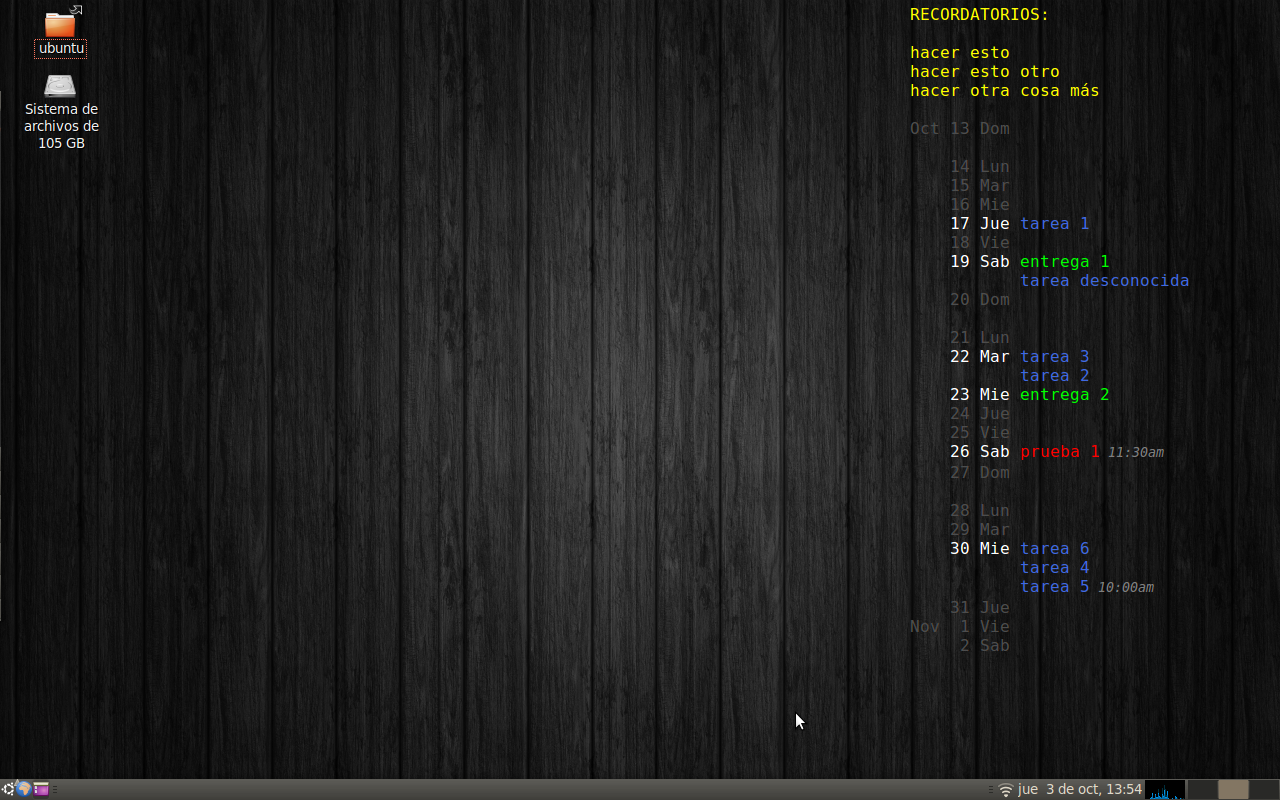 ubuntu
Sistema de
archivos de
105 GB
RECORDATORIOS:
hacer esto
hacer esto otro
hacer otra cosa más
Oct 13 Dom
14 Lun
15 Mar
16 Mie
17 Jue tarea 1
18 Vie
19 Sab entrega 1
tarea desconocida
20 Dom
21 Lun
22 Mar tarea 3
tarea 2
23 Mie entrega 2
24 Jue
25 Vie
26 Sab prueba 1 11:30am
27 Dom
28 Lun
29 Mar
30 Mie tarea 6
tarea 4
tarea 5 10:00am
31 Jue
Nov 1 Vie
2 Sab
jue 3 de oct, 13:54